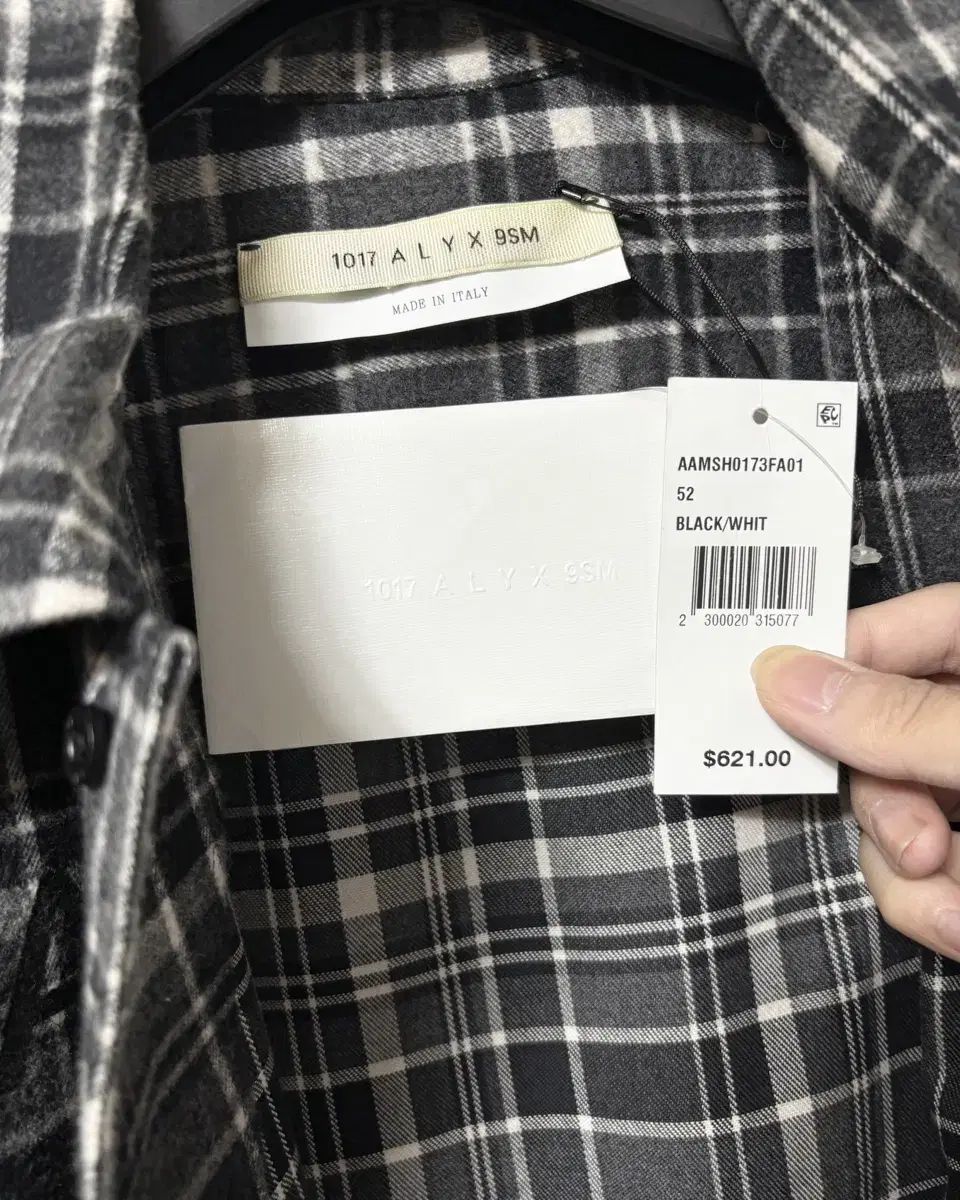 1017 A L Y X 9SM
MADE IN ITALY
1017 A L Y X 9SM
AAMSH0173FA01
52
BLACK/WHIT
2 300020 315077
$621.00